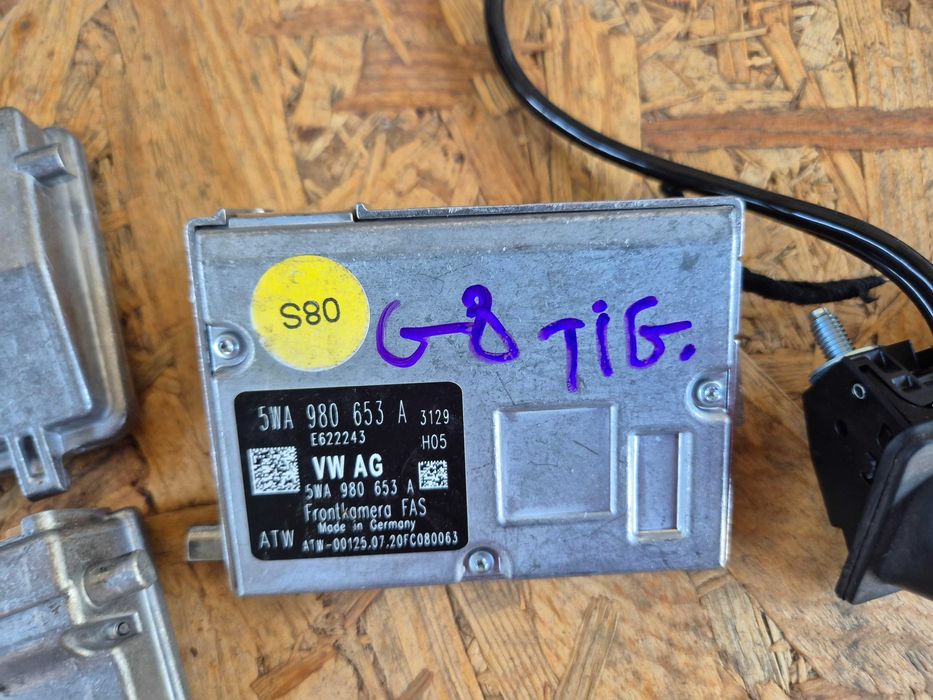 S80
G8 TIG.
5WA 980 653 A 3129
E622243 H05
VW AG
5WA 980 653 A
Frontkamera FAS
Made in Germany
ATW ATW-00125.07.20FC080063